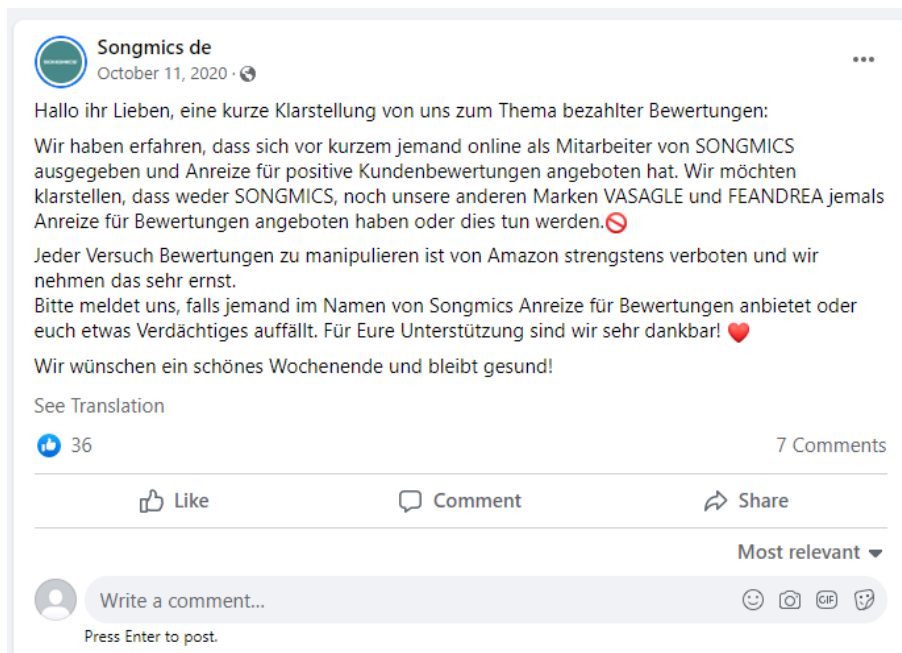 Songmics de
October 11, 2020 ·
Hallo ihr Lieben, eine kurze Klarstellung von uns zum Thema bezahlter Bewertungen:
Wir haben erfahren, dass sich vor kurzem jemand online als Mitarbeiter von SONGMICS
ausgegeben und Anreize für positive Kundenbewertungen angeboten hat. Wir möchten
klarstellen, dass weder SONGMICS, noch unsere anderen Marken VASAGLE und FEANDREA jemals
Anreize für Bewertungen angeboten haben oder dies tun werden.🚫
Jeder Versuch Bewertungen zu manipulieren ist von Amazon strengstens verboten und wir
nehmen das sehr ernst.
Bitte meldet uns, falls jemand im Namen von Songmics Anreize für Bewertungen anbietet oder
euch etwas Verdächtiges auffällt. Für Eure Unterstützung sind wir sehr dankbar! ♥️
Wir wünschen ein schönes Wochenende und bleibt gesund!
See Translation
36 7 Comments
Like Comment Share
Most relevant
Write a comment... GIF
Press Enter to post.